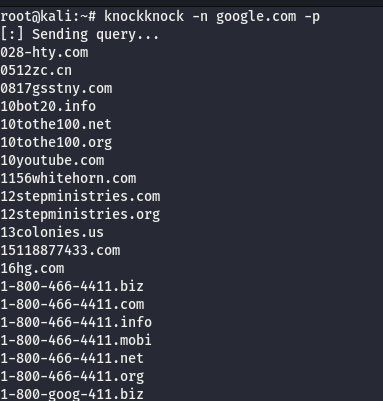 root@kali:~# knockknock -n google.com -p
[:] Sending query...
028-hty.com
0512zc.cn
0817gsstny.com
10bot20.info
10tothe100.net
10tothe100.org
10youtube.com
1156whitehorn.com
12stepministries.com
12stepministries.org
13colonies.us
15118877433.com
16hg.com
1-800-466-4411.biz
1-800-466-4411.com
1-800-466-4411.info
1-800-466-4411.mobi
1-800-466-4411.net
1-800-466-4411.org
1-800-goog-411.biz